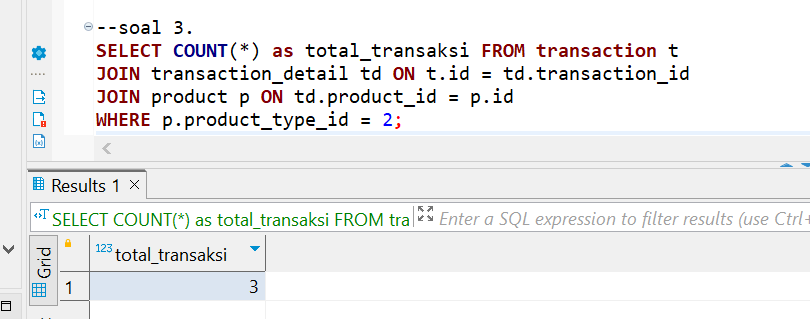 --soal 3.
SELECT COUNT(*) as total_transaksi FROM transaction t
JOIN transaction_detail td ON t.id = td.transaction_id
JOIN product p ON td.product_id = p.id
WHERE p.product_type_id = 2;
Results 1
SELECT COUNT(*) as total_transaksi FROM tra
Enter a SQL expression to filter results (use Ctrl+
Grid
123 total_transaksi
1 3